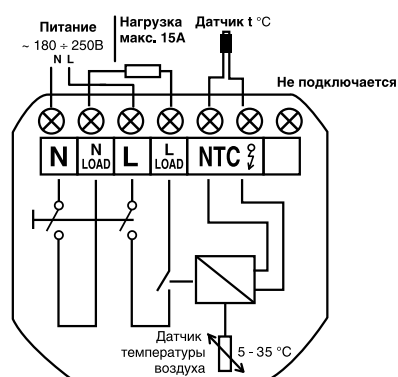 Питание
~ 180 ÷ 250В
N L
Нагрузка
макс. 15А
Датчик t °C
Не подключается
N
N
LOAD
L
L
LOAD
NTC
Датчик
температуры
воздуха
5 - 35 °C